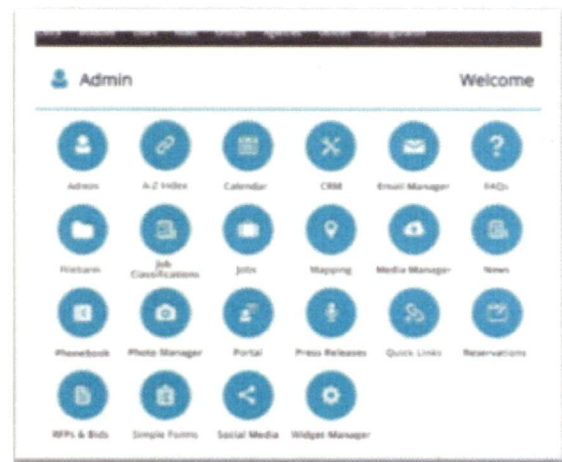 Admin Welcome
Admin A-Z Index Calendar CRM Email Manager FAQs
Filebank Job Classifications Jobs Mapping Media Manager News
Phonebook Photo Manager Portal Press Releases Quick Links Reservations
RFPs & Bids Simple Forms Social Media Widget Manager